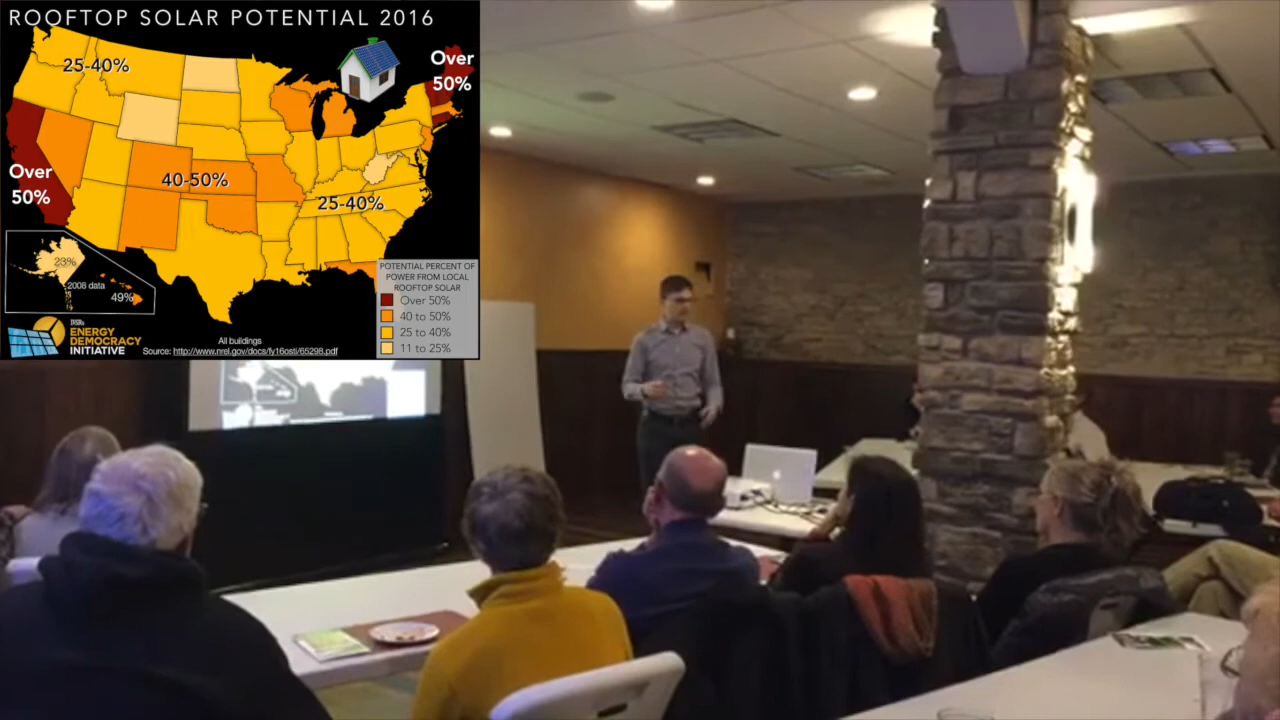 ROOFTOP SOLAR POTENTIAL 2016
25-40%
Over
50%
Over
50%
40-50%
25-40%
23%
2008 data
49%
POTENTIAL PERCENT OF
POWER FROM LOCAL
ROOFTOP SOLAR
Over 50%
40 to 50%
25 to 40%
11 to 25%
ENERGY
DEMOCRACY
INITIATIVE
All buildings
Source: http://www.nrel.gov/docs/fy16osti/65298.pdf